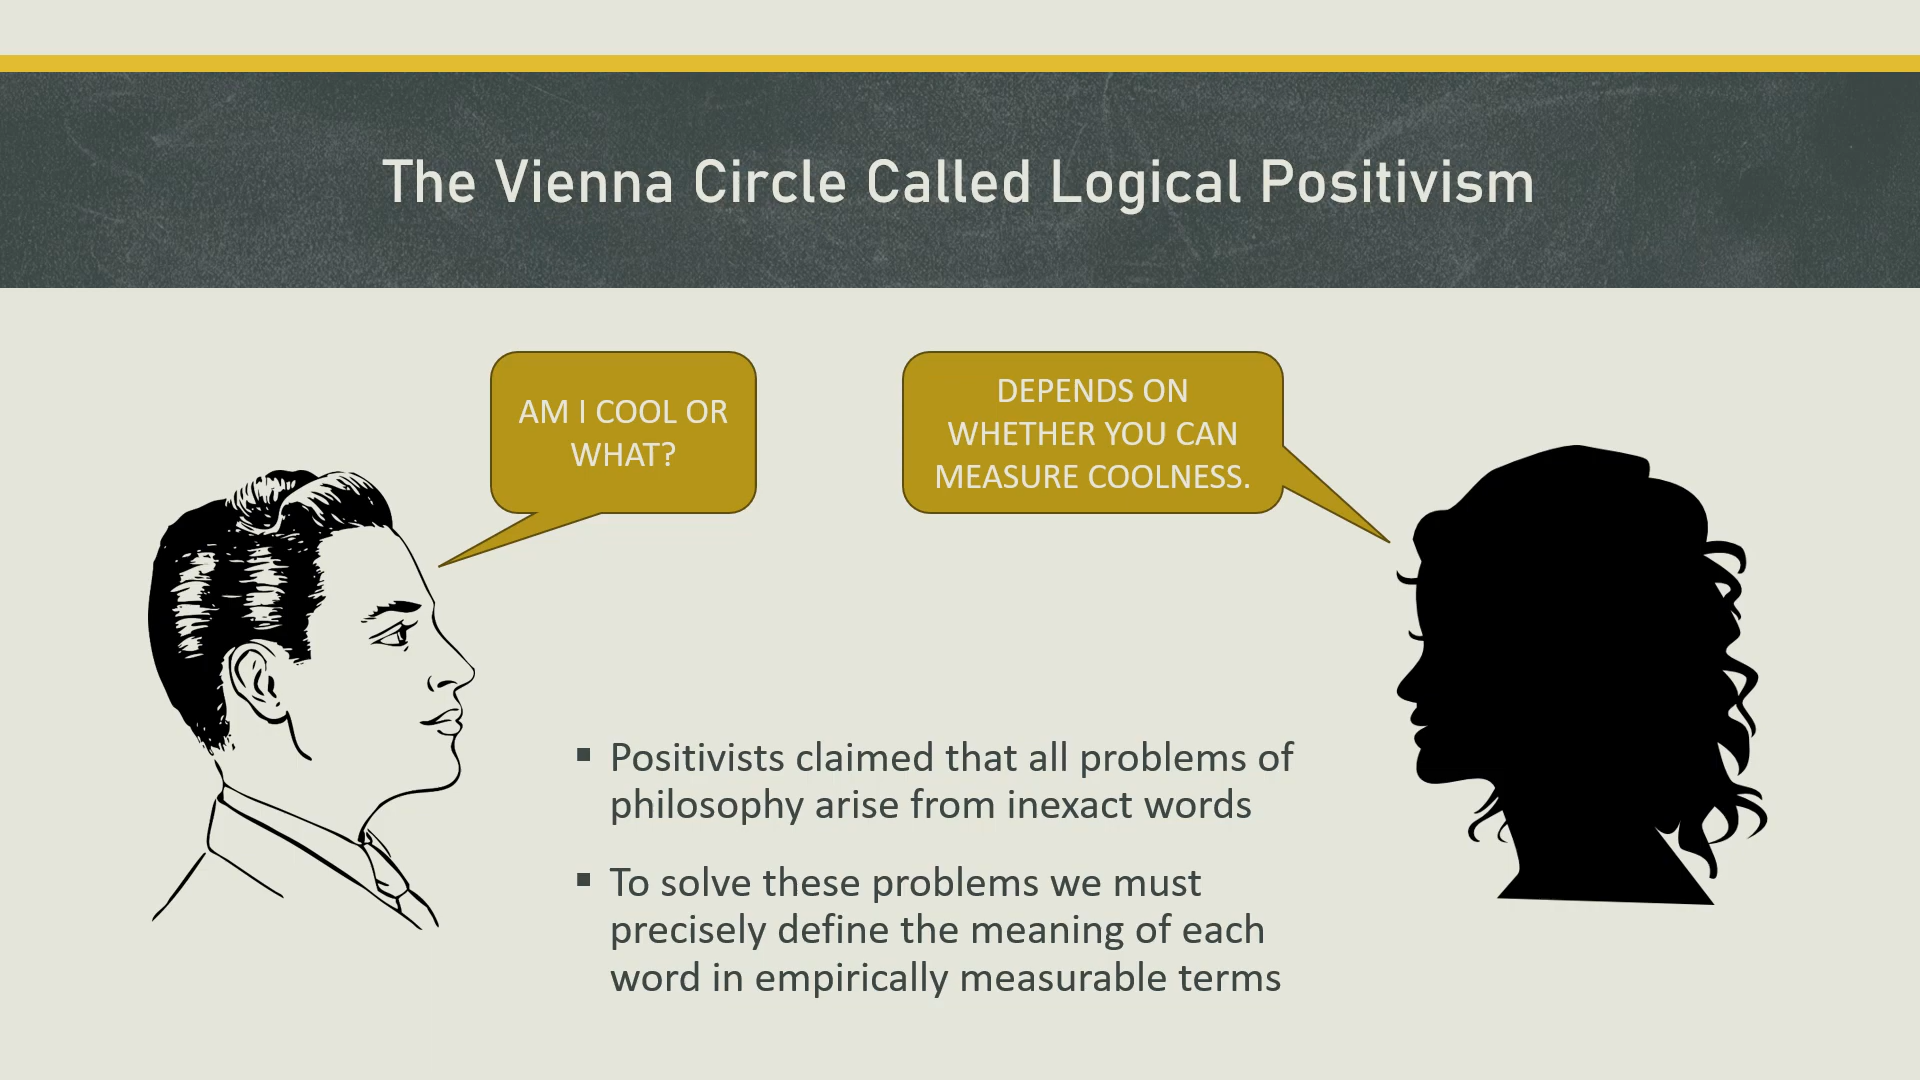 The Vienna Circle Called Logical Positivism
AM I COOL OR
WHAT?
DEPENDS ON
WHETHER YOU CAN
MEASURE COOLNESS.
▪ Positivists claimed that all problems of
philosophy arise from inexact words
▪ To solve these problems we must
precisely define the meaning of each
word in empirically measurable terms